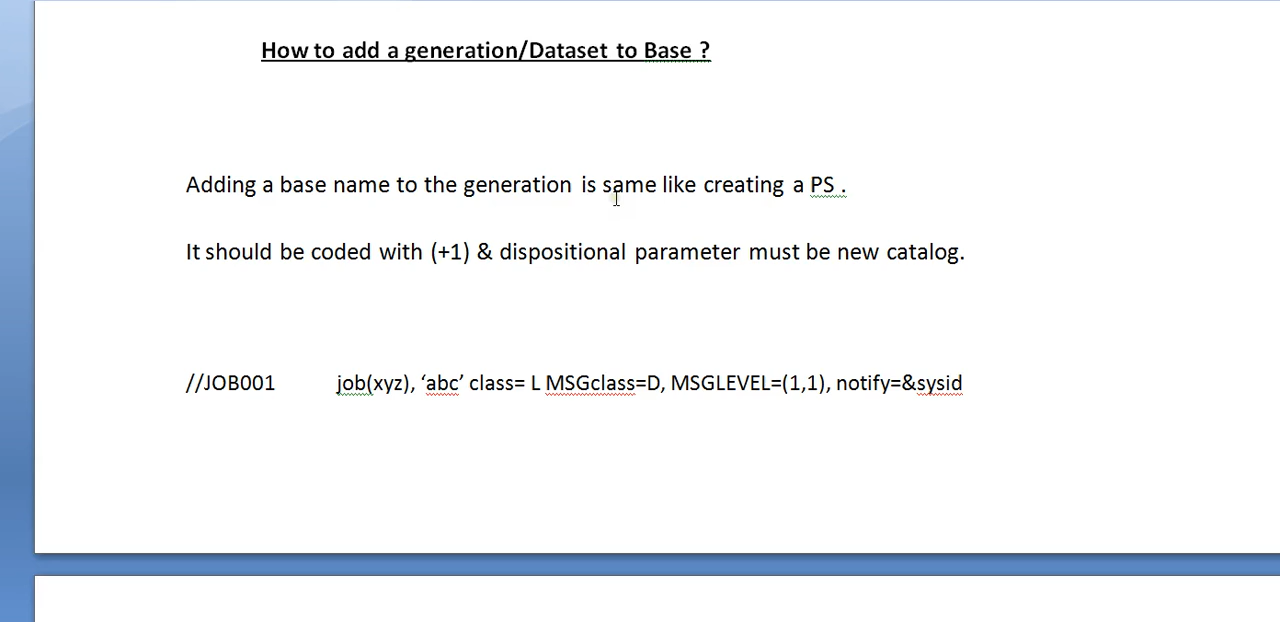 How to add a generation/Dataset to Base ?
Adding a base name to the generation is same like creating a PS .
It should be coded with (+1) & dispositional parameter must be new catalog.
//JOB001 job(xyz), ‘abc’ class= L MSGclass=D, MSGLEVEL=(1,1), notify=&sysid